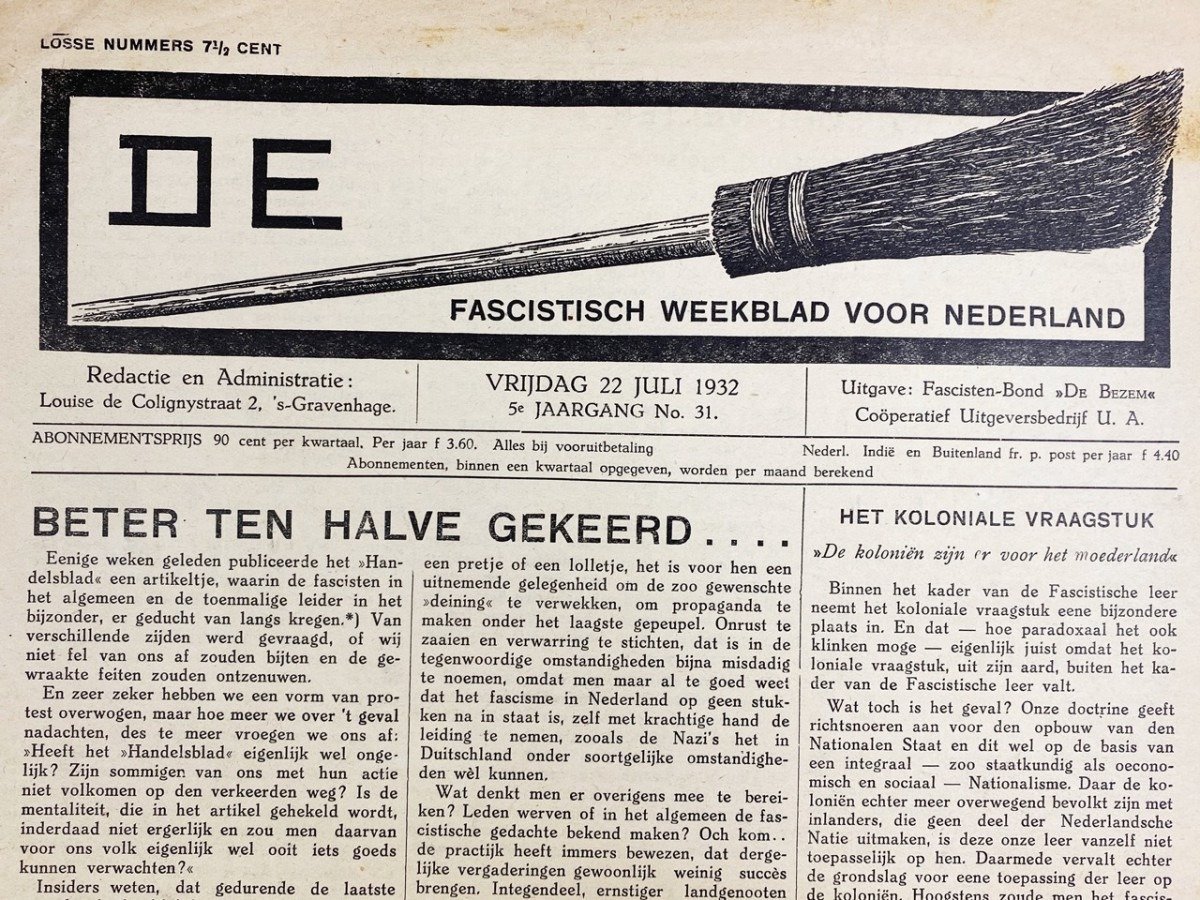 LOSSE NUMMERS 7½ CENT
DE
FASCISTISCH WEEKBLAD VOOR NEDERLAND
Redactie en Administratie:
Louise de Colignystraat 2, 's-Gravenhage.
VRIJDAG 22 JULI 1932
5e JAARGANG No. 31.
Uitgave: Fascisten-Bond »DE BEZEM«
Coöperatief Uitgeversbedrijf U. A.
ABONNEMENTSPRIJS 90 cent per kwartaal. Per jaar f 3.60. Alles bij vooruitbetaling
Nederl. Indië en Buitenland fr. p. post per jaar f 4.40
Abonnementen, binnen een kwartaal opgegeven, worden per maand berekend
BETER TEN HALVE GEKEERD . . . .
Eenige weken geleden publiceerde het »Han-
delsblad« een artikeltje, waarin de fascisten in
het algemeen en de toenmalige leider in het
bijzonder, er geducht van langs kregen.*) Van
verschillende zijden werd gevraagd, of wij
niet fel van ons af zouden bijten en de ge-
wraakte feiten zouden ontzenuwen.
En zeer zeker hebben we een vorm van pro-
test overwogen, maar hoe meer we over 't geval
nadachten, des te meer vroegen we ons af:
»Heeft het »Handelsblad« eigenlijk wel onge-
lijk? Zijn sommigen van ons met hun actie
niet volkomen op den verkeerden weg? Is de
mentaliteit, die in het artikel gehekeld wordt,
inderdaad niet ergerlijk en zou men daarvan
voor ons volk eigenlijk wel ooit iets goeds
kunnen verwachten?«
Insiders weten, dat gedurende de laatste
een pretje of een lolletje, het is voor hen een
uitnemende gelegenheid om de zoo gewenschte
»deining« te verwekken, om propaganda te
maken onder het laagste gepeupel. Onrust te
zaaien en verwarring te stichten, dat is in de
tegenwoordige omstandigheden bijna misdadig
te noemen, omdat men maar al te goed weet
dat het fascisme in Nederland op geen stuk-
ken na in staat is, zelf met krachtige hand de
leiding te nemen, zooals de Nazi's het in
Duitschland onder soortgelijke omstandighe-
den wèl kunnen.
Wat denkt men er overigens mee te berei-
ken? Leden werven of in het algemeen de fas-
cistische gedachte bekend maken? Och kom..
de practijk heeft immers bewezen, dat derge-
lijke vergaderingen gewoonlijk weinig succès
brengen. Integendeel, ernstiger landgenooten
HET KOLONIALE VRAAGSTUK
»De koloniën zijn er voor het moederland«
Binnen het kader van de Fascistische leer
neemt het koloniale vraagstuk eene bijzondere
plaats in. En dat — hoe paradoxaal het ook
klinken moge — eigenlijk juist omdat het ko-
loniale vraagstuk, uit zijn aard, buiten het ka-
der van de Fascistische leer valt.
Wat toch is het geval? Onze doctrine geeft
richtsnoeren aan voor den opbouw van den
Nationalen Staat en dit wel op de basis van
een integraal — zoo staatkundig als oecono-
misch en sociaal — Nationalisme. Daar de ko-
loniën echter meer overwegend bevolkt zijn met
inlanders, die geen deel der Nederlandsche
Natie uitmaken, is deze onze leer vanzelf niet
toepasselijk op hen. Daarmede vervalt echter
de grondslag voor eene toepassing der leer op
de koloniën. Hoogstens zoude men het fascis-